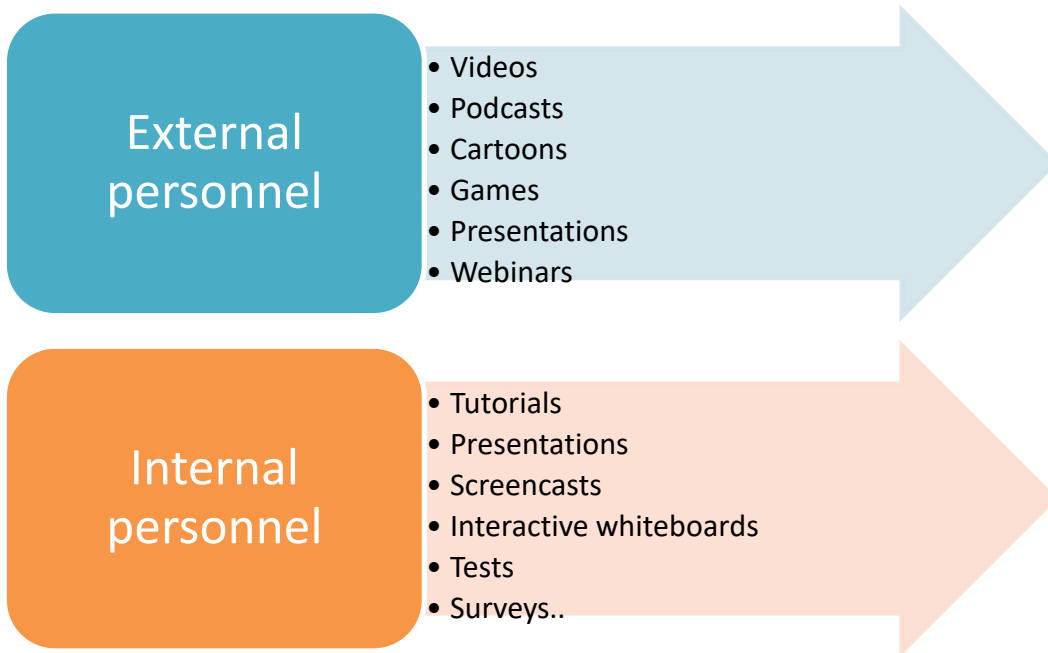 External
personnel
• Videos
• Podcasts
• Cartoons
• Games
• Presentations
• Webinars
Internal
personnel
• Tutorials
• Presentations
• Screencasts
• Interactive whiteboards
• Tests
• Surveys..